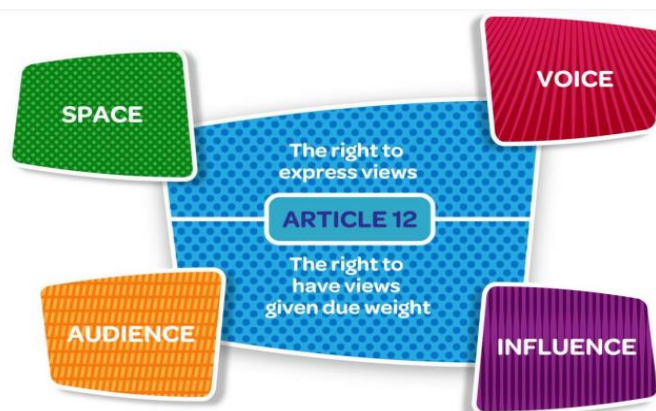 SPACE
VOICE
The right to
express views
ARTICLE 12
The right to
have views
given due weight
AUDIENCE
INFLUENCE